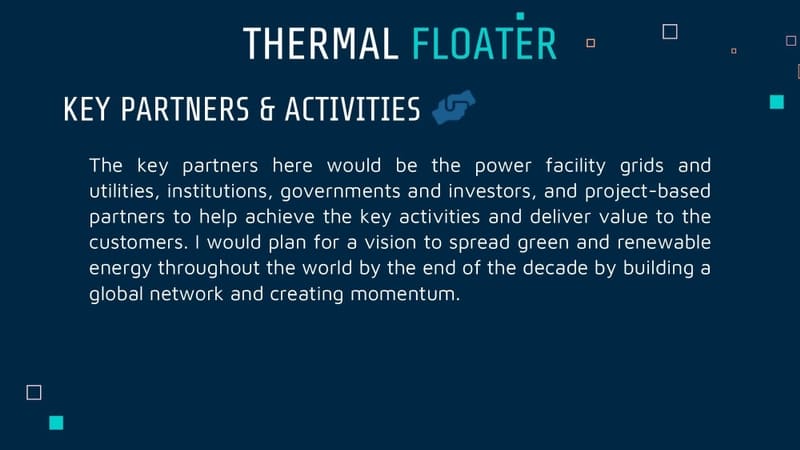 THERMAL FLOATER
KEY PARTNERS & ACTIVITIES
The key partners here would be the power facility grids and
utilities, institutions, governments and investors, and project-based
partners to help achieve the key activities and deliver value to the
customers. I would plan for a vision to spread green and renewable
energy throughout the world by the end of the decade by building a
global network and creating momentum.